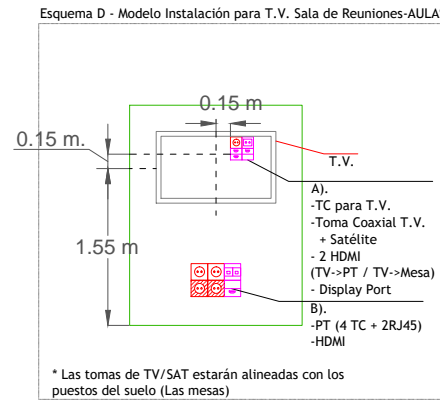 Esquema D - Modelo Instalación para T.V. Sala de Reuniones-AULA
0.15 m
0.15 m.
T.V.
1.55 m
A).
-TC para T.V.
-Toma Coaxial T.V.
+ Satélite
- 2 HDMI
(TV->PT / TV->Mesa)
- Display Port
B).
-PT (4 TC + 2RJ45)
-HDMI
* Las tomas de TV/SAT estarán alineadas con los
puestos del suelo (Las mesas)